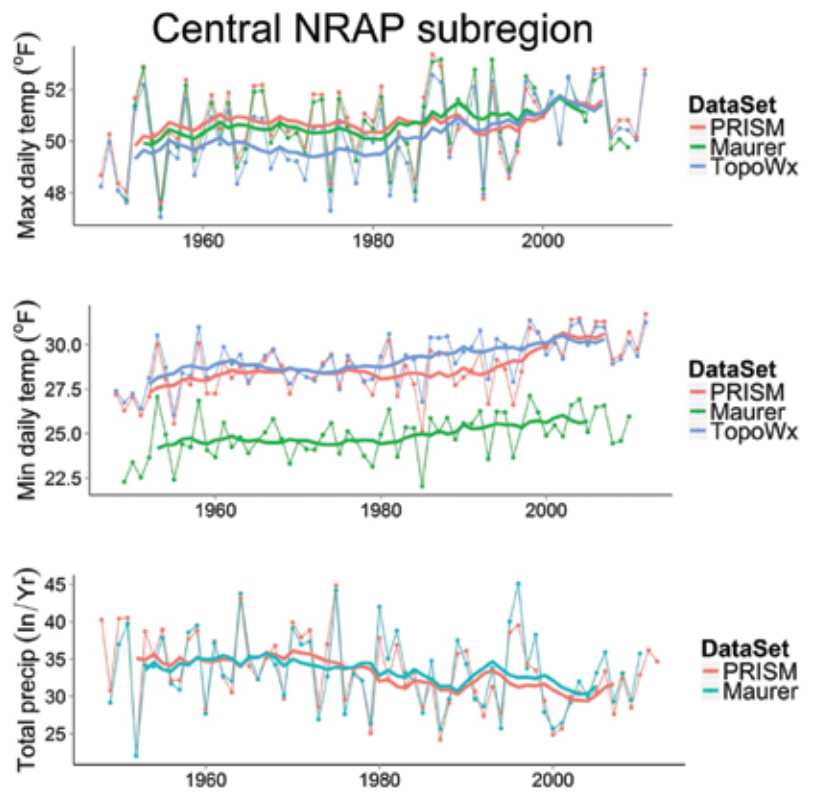 Central NRAP subregion
Max daily temp (°F)
52
50
48
1960
1980
2000
DataSet
PRISM
Maurer
TopoWx
Min daily temp (°F)
30.0
27.5
25.0
22.5
1960
1980
2000
DataSet
PRISM
Maurer
TopoWx
Total precip (In/Yr)
45
40
35
30
25
1960
1980
2000
DataSet
PRISM
Maurer